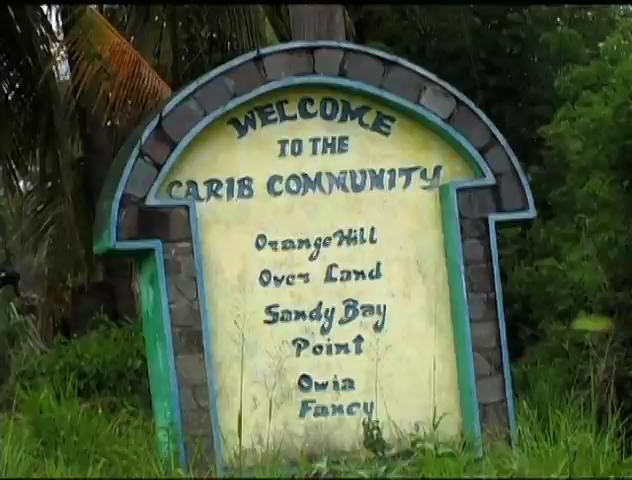 WELCOME
TO THE
CARIB COMMUNITY
Orange Hill
Over Land
Sandy Bay
Point
Owia
Fancy